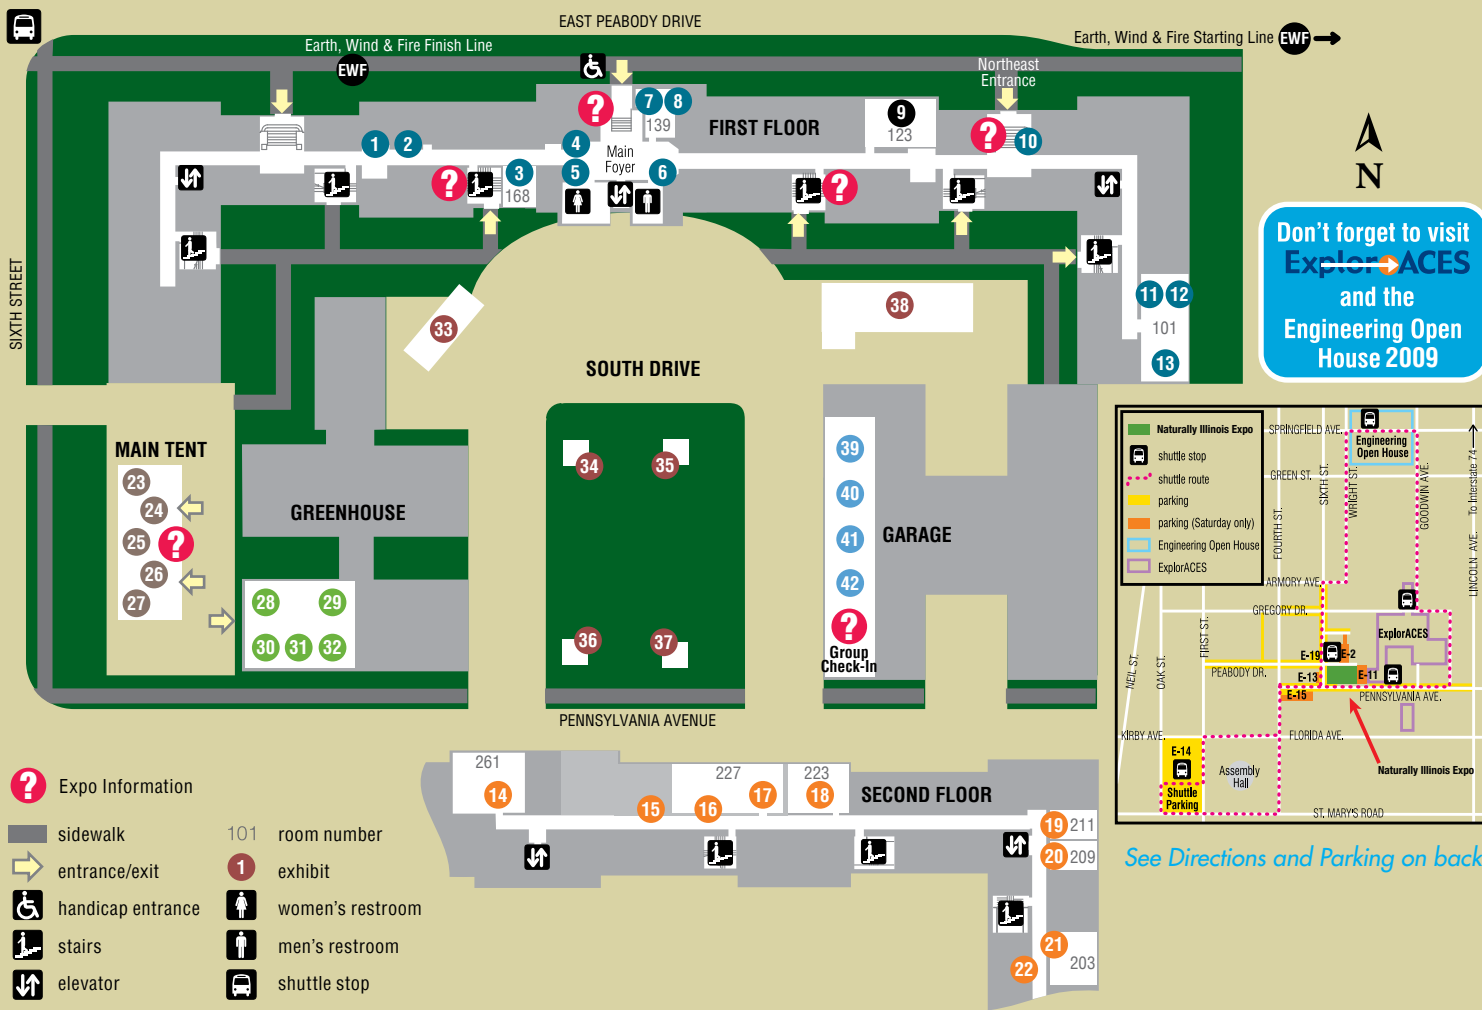 EAST PEABODY DRIVE
Earth, Wind & Fire Finish Line
EWF
Earth, Wind & Fire Starting Line EWF
Northeast
Entrance
?
7 8
139
FIRST FLOOR
9
123
?
10
1 2
4
Main
Foyer
5
6
?
3
168
?
N
SIXTH STREET
Don't forget to visit
ExplorACES
and the
Engineering Open
House 2009
11 12
101
13
33
38
SOUTH DRIVE
MAIN TENT
23
24
25
?
26
27
GREENHOUSE
28 29
30 31 32
34 35
36 37
39
40
41
42
?
Group
Check-In
GARAGE
PENNSYLVANIA AVENUE
Naturally Illinois Expo
shuttle stop
shuttle route
parking
parking (Saturday only)
Engineering Open House
ExplorACES
SPRINGFIELD AVE.
Engineering
Open House
GREEN ST.
SIXTH ST.
WRIGHT ST.
GOODWIN AVE.
To Interstate 74
LINCOLN AVE.
FOURTH ST.
ARMORY AVE.
GREGORY DR.
FIRST ST.
ExplorACES
E-19
E-2
PEABODY DR.
E-13
E-11
E-15
PENNSYLVANIA AVE.
NEIL ST.
OAK ST.
KIRBY AVE.
FLORIDA AVE.
E-14
Assembly
Hall
Shuttle
Parking
Naturally Illinois Expo
ST. MARY'S ROAD
See Directions and Parking on back
? Expo Information
sidewalk
101 room number
entrance/exit
1 exhibit
handicap entrance
women's restroom
stairs
men's restroom
elevator
shuttle stop
261
14
15
227
16
17
223
18
SECOND FLOOR
19 211
20 209
21
203
22